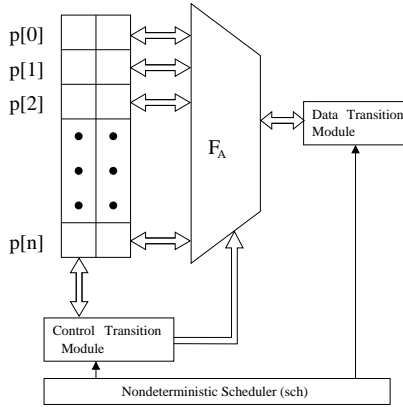 p[0]
p[1]
p[2]
p[n]
F_A
Data Transition
Module
Control Transition
Module
Nondeterministic Scheduler (sch)